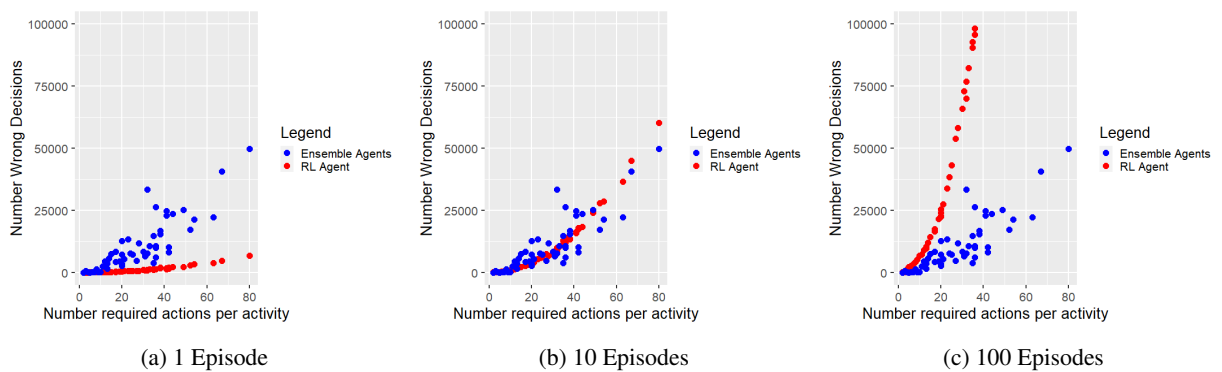 100000
75000
50000
25000
0
Number Wrong Decisions
0 20 40 60 80
Number required actions per activity
Legend
Ensemble Agents
RL Agent
(a) 1 Episode
100000
75000
50000
25000
0
Number Wrong Decisions
0 20 40 60 80
Number required actions per activity
Legend
Ensemble Agents
RL Agent
(b) 10 Episodes
100000
75000
50000
25000
0
Number Wrong Decisions
0 20 40 60 80
Number required actions per activity
Legend
Ensemble Agents
RL Agent
(c) 100 Episodes